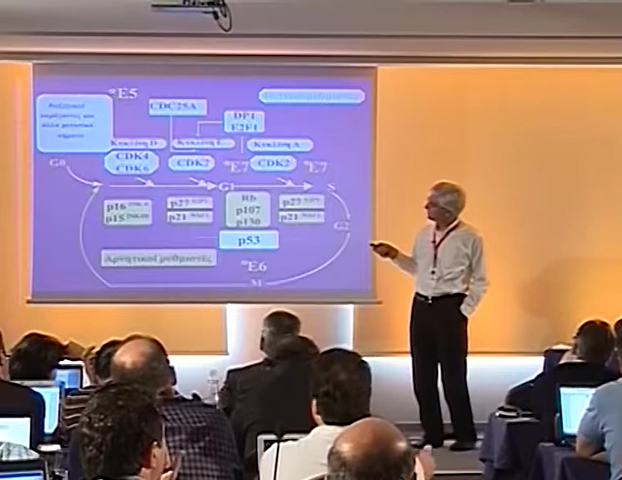 *E5
CDC25A
DP1
E2F1
Κυκλίνη D
Κυκλίνη E
Κυκλίνη A
CDK4
CDK6
CDK2
*E7
CDK2
*E7
G0
G1
S
p16
p15
p27
p21
Rb
p107
p130
p27
p21
G2
p53
Αρνητικοί ρυθμιστές
*E6
M